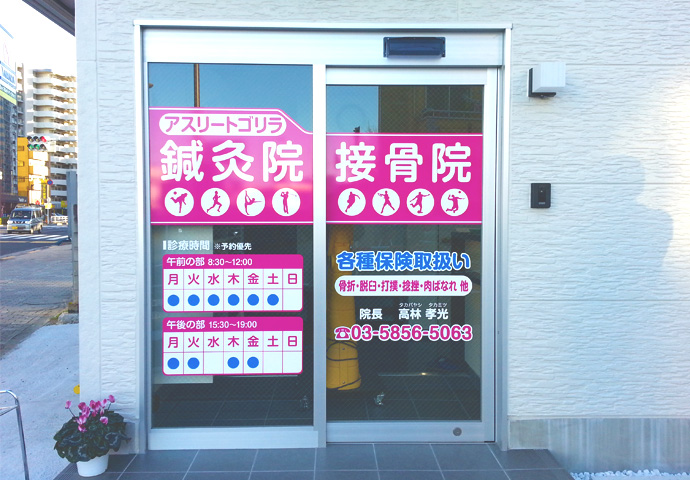 アスリートゴリラ
鍼灸院
接骨院
診療時間 ※予約優先
午前の部 8:30〜12:00
月 火 水 木 金 土 日
● ● ● ● ● ●
午後の部 15:30〜19:00
月 火 水 木 金 土 日
● ● ● ●
各種保険取扱い
骨折・脱臼・打撲・捻挫・肉ばなれ 他
タカバヤシ タカミツ
院長 高林 孝光
☎03-5856-5063